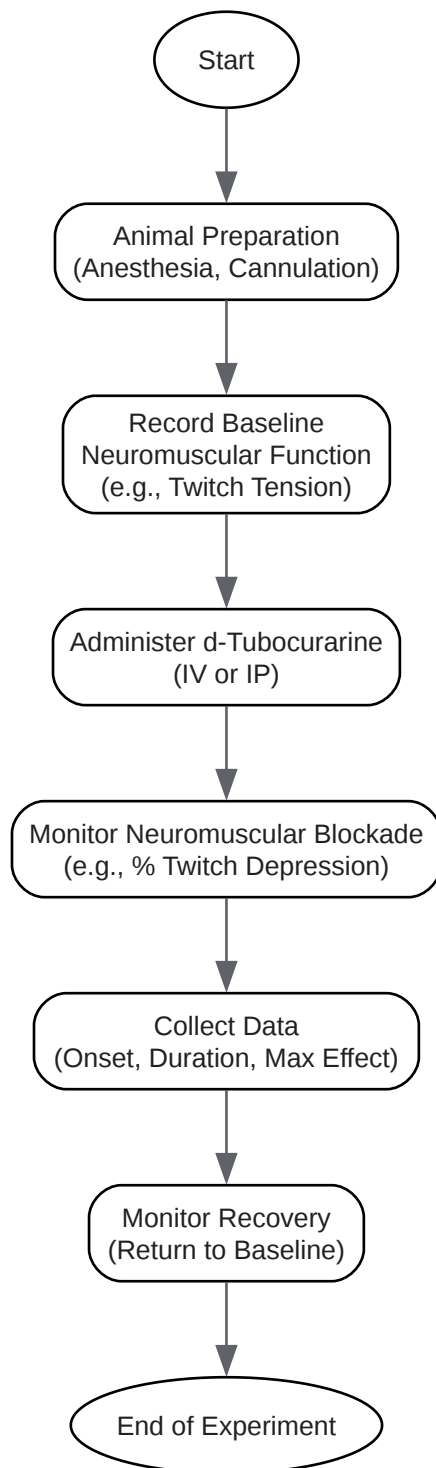 Start
Animal Preparation
(Anesthesia, Cannulation)
Record Baseline
Neuromuscular Function
(e.g., Twitch Tension)
Administer d-Tubocurarine
(IV or IP)
Monitor Neuromuscular Blockade
(e.g., % Twitch Depression)
Collect Data
(Onset, Duration, Max Effect)
Monitor Recovery
(Return to Baseline)
End of Experiment